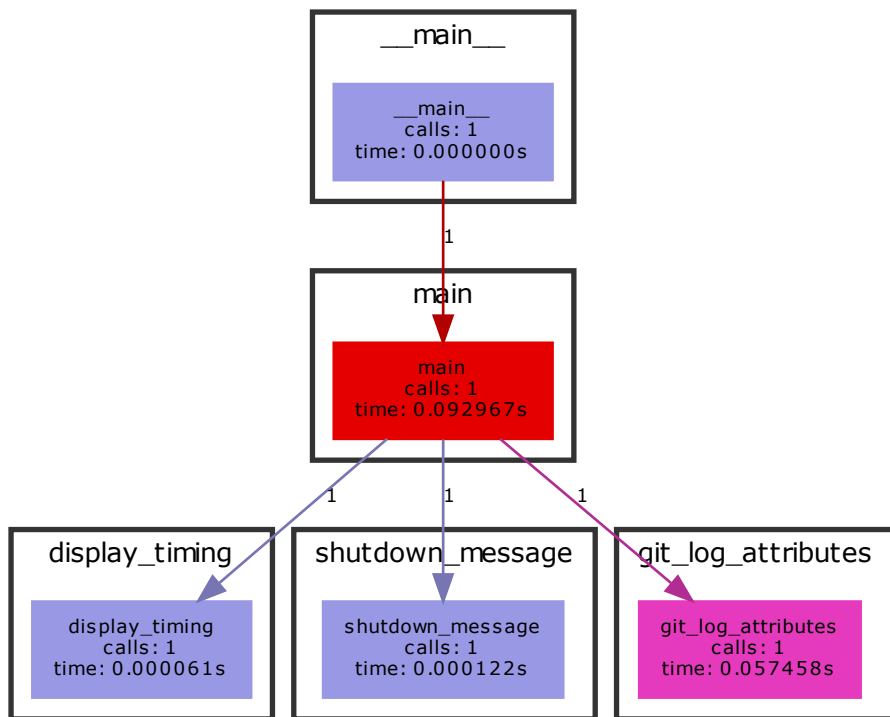 __main__
__main__
calls: 1
time: 0.000000s
1
main
main
calls: 1
time: 0.092967s
1
1
1
display_timing
shutdown_message
git_log_attributes
display_timing
calls: 1
time: 0.000061s
shutdown_message
calls: 1
time: 0.000122s
git_log_attributes
calls: 1
time: 0.057458s